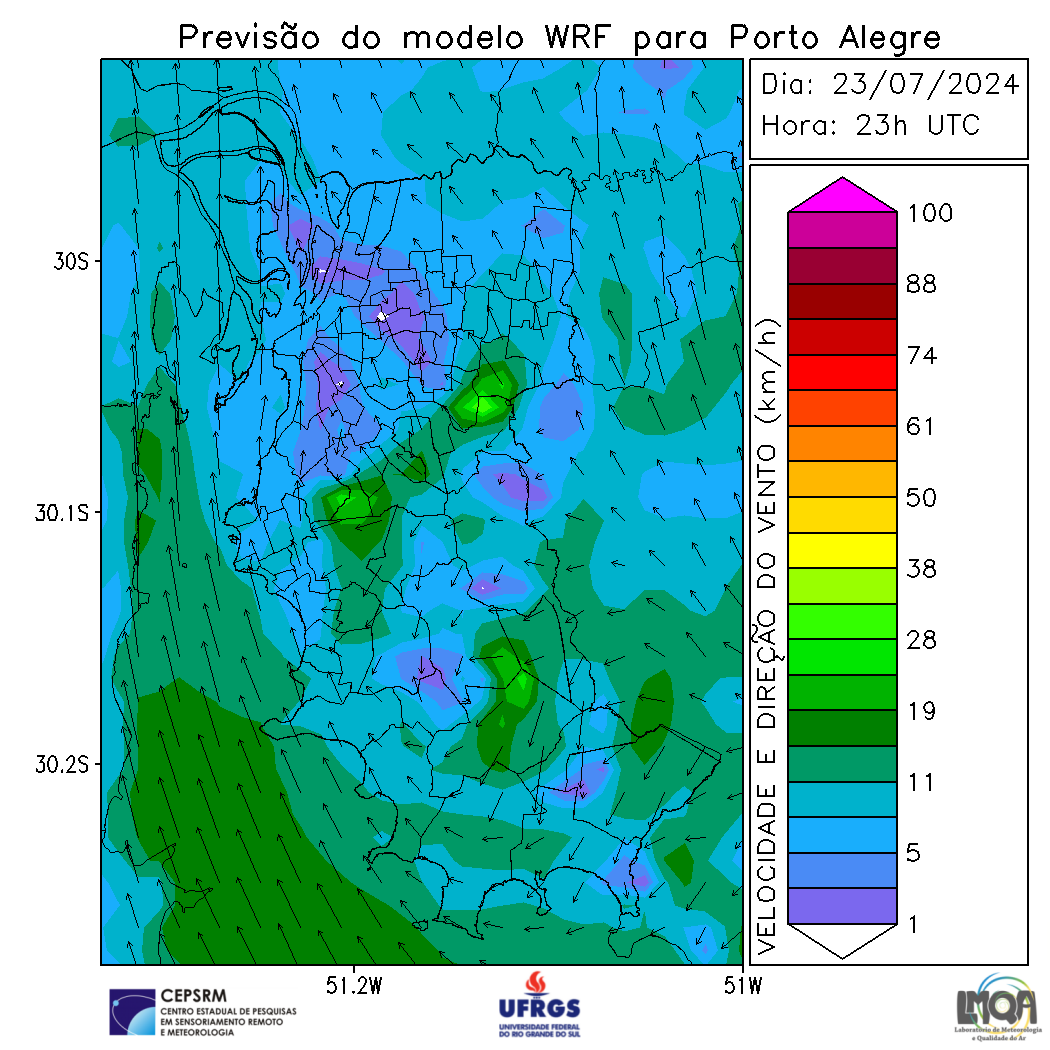 Previsão do modelo WRF para Porto Alegre
Dia: 23/07/2024
Hora: 23h UTC
30S
30.1S
30.2S
51.2W
51W
VELOCIDADE E DIREÇÃO DO VENTO (km/h)
100
88
74
61
50
38
28
19
11
5
1
CEPSRM
CENTRO ESTADUAL DE PESQUISAS
EM SENSORIAMENTO REMOTO
E METEOROLOGIA
UFRGS
UNIVERSIDADE FEDERAL
DO RIO GRANDE DO SUL
LMQA
Laboratório de Meteorologia
e Qualidade do Ar